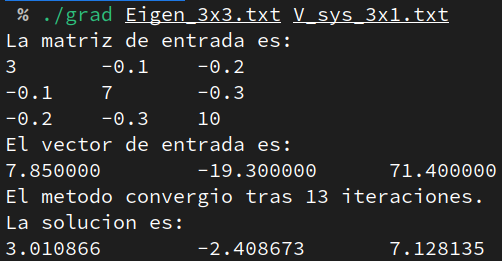 % ./grad Eigen_3x3.txt V_sys_3x1.txt
La matriz de entrada es:
3 -0.1 -0.2
-0.1 7 -0.3
-0.2 -0.3 10
El vector de entrada es:
7.850000 -19.300000 71.400000
El metodo convergio tras 13 iteraciones.
La solucion es:
3.010866 -2.408673 7.128135